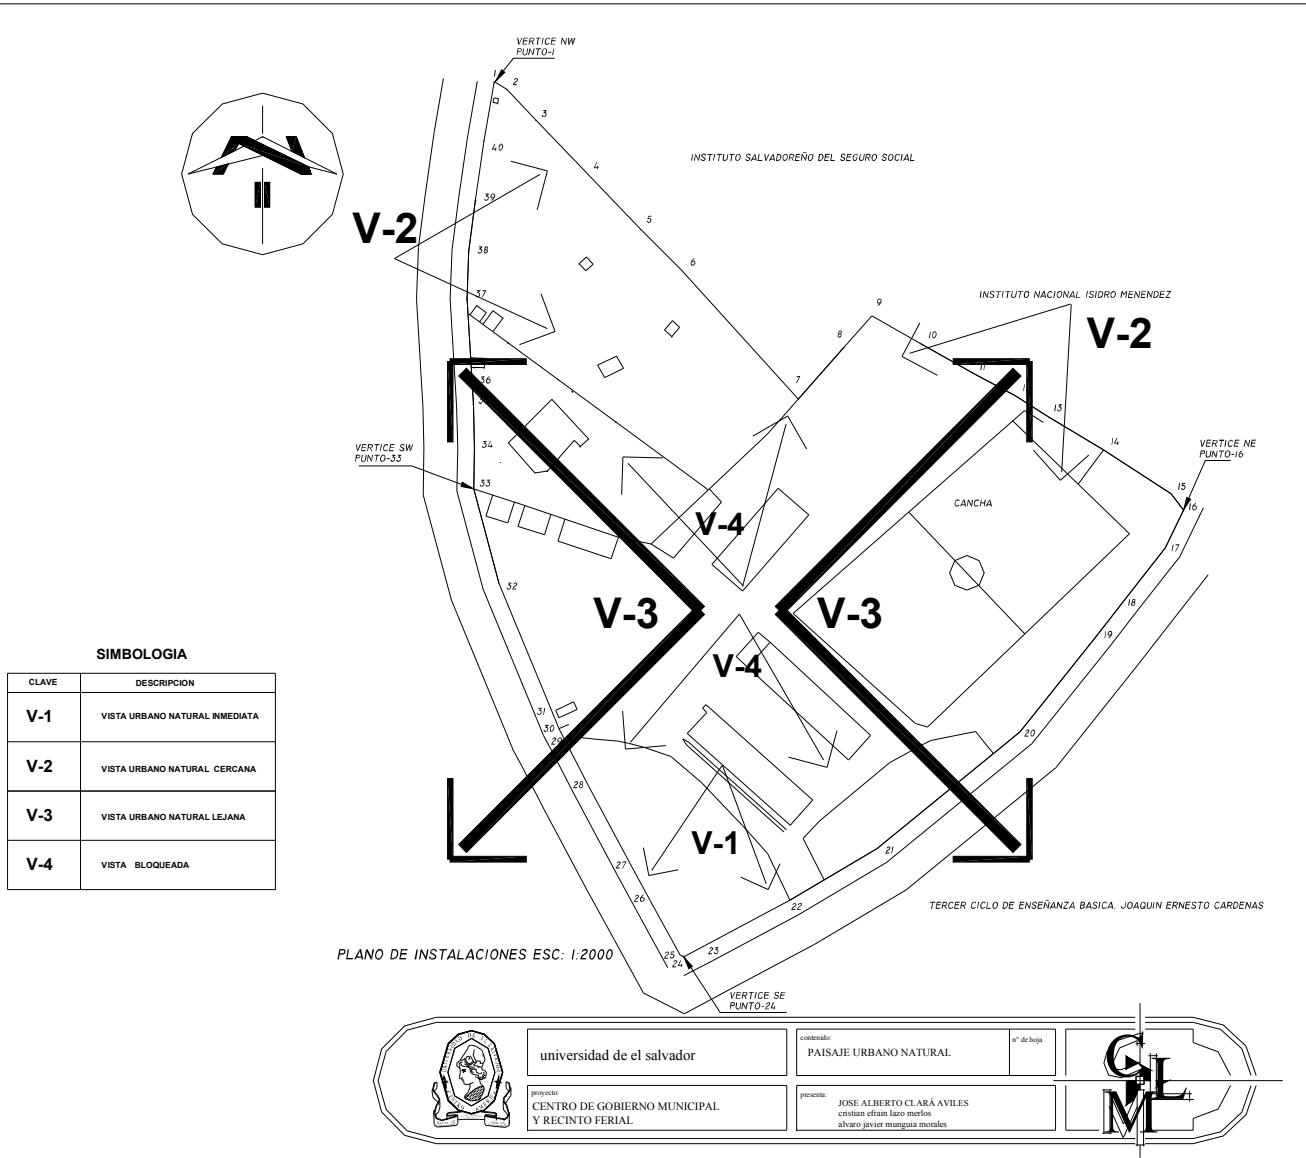 VERTICE NW
PUNTO-1
1
2
3
40
4
INSTITUTO SALVADOREÑO DEL SEGURO SOCIAL
39
5
V-2
38
6
37
INSTITUTO NACIONAL ISIDRO MENENDEZ
9
8
10
V-2
11
7
36
13
34
14
VERTICE SW
PUNTO-33
VERTICE NE
PUNTO-16
33
15
16
CANCHA
V-4
17
32
V-3
V-3
18
19
V-4
SIMBOLOGIA
CLAVE DESCRIPCION
V-1 VISTA URBANO NATURAL INMEDIATA
V-2 VISTA URBANO NATURAL CERCANA
V-3 VISTA URBANO NATURAL LEJANA
V-4 VISTA BLOQUEADA
31
30
29
20
28
V-1
21
27
26
22
TERCER CICLO DE ENSEÑANZA BASICA, JOAQUIN ERNESTO CARDENAS
23
25
24
PLANO DE INSTALACIONES ESC: 1:2000
VERTICE SE
PUNTO-24
universidad de el salvador
contenido:
PAISAJE URBANO NATURAL
n° de hoja
proyecto:
CENTRO DE GOBIERNO MUNICIPAL
Y RECINTO FERIAL
presenta:
JOSE ALBERTO CLARÁ AVILES
cristian efrain lazo merlos
alvaro javier munguia morales
C L M